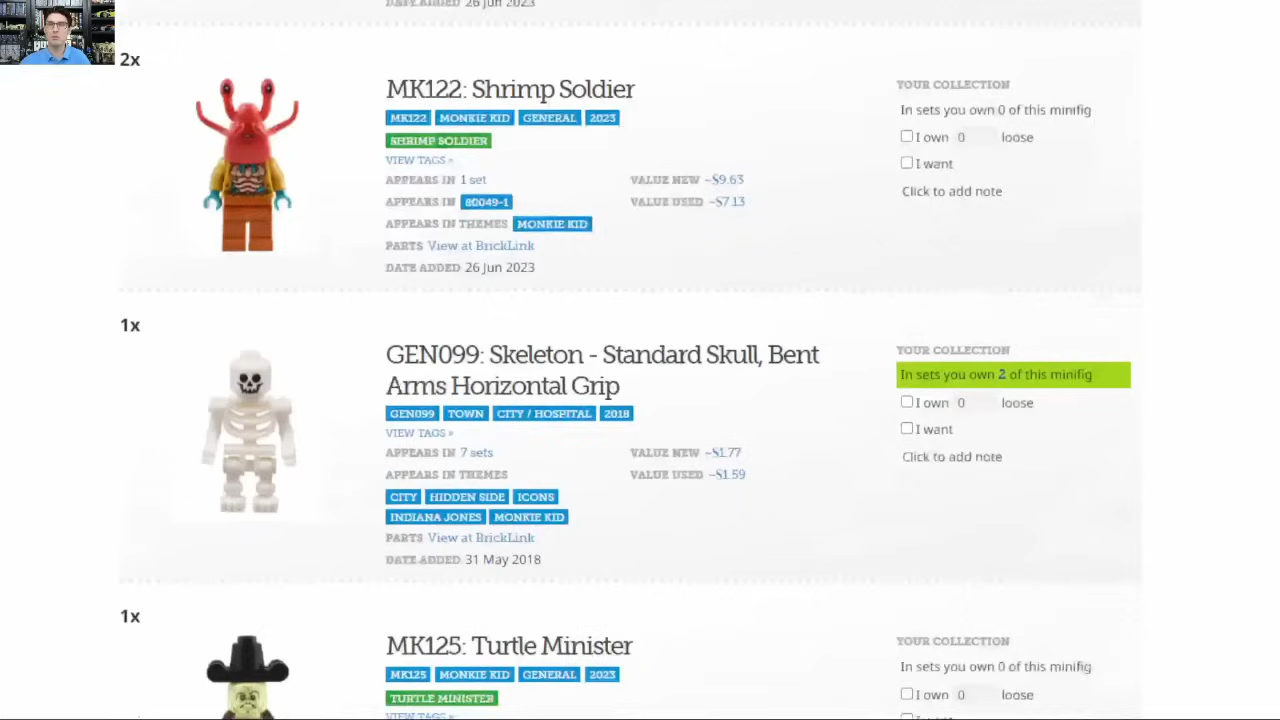 DATE ADDED 26 Jun 2023
2x
MK122: Shrimp Soldier
MK122 MONKIE KID GENERAL 2023
SHRIMP SOLDIER
VIEW TAGS »
APPEARS IN 1 set
APPEARS IN 80049-1
APPEARS IN THEMES MONKIE KID
PARTS View at BrickLink
DATE ADDED 26 Jun 2023
VALUE NEW ~$9.63
VALUE USED ~$7.13
YOUR COLLECTION
In sets you own 0 of this minifig
I own 0 loose
I want
Click to add note
1x
GEN099: Skeleton - Standard Skull, Bent
Arms Horizontal Grip
GEN099 TOWN CITY / HOSPITAL 2018
VIEW TAGS »
APPEARS IN 7 sets
APPEARS IN THEMES
CITY HIDDEN SIDE ICONS
INDIANA JONES MONKIE KID
PARTS View at BrickLink
DATE ADDED 31 May 2018
VALUE NEW ~$1.77
VALUE USED ~$1.59
YOUR COLLECTION
In sets you own 2 of this minifig
I own 0 loose
I want
Click to add note
1x
MK125: Turtle Minister
MK125 MONKIE KID GENERAL 2023
TURTLE MINISTER
VIEW TAGS »
YOUR COLLECTION
In sets you own 0 of this minifig
I own 0 loose